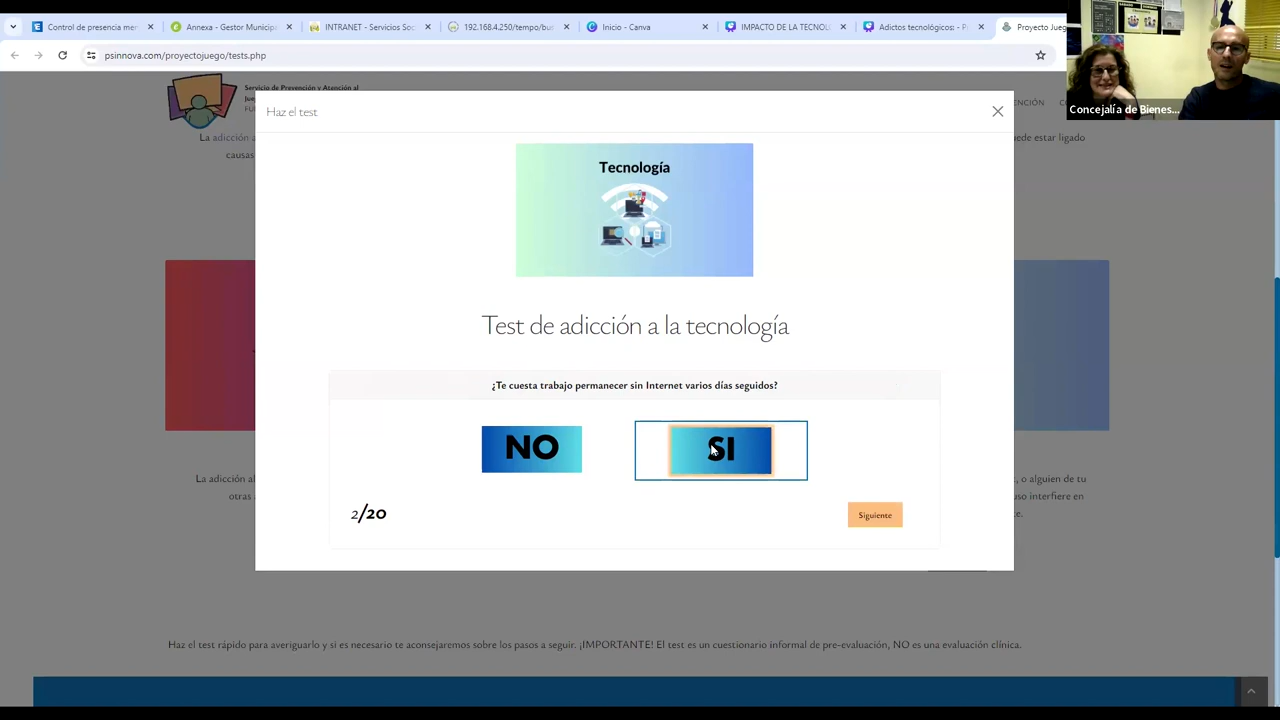 Control de presencia mer
Annexa - Gestor Municip
INTRANET - Servicio
192.168.4.250/tempo/bu
Inicio - Canva
IMPACTO DE LA TECNOL
Adictos tecnológicos: - P
Proyecto Jueg
psinnova.com/proyectojuego/tests.php
Servicio de Prevención y Atención al
Haz el test
Concejalía de Bienes...
La adicción a
uede estar ligado
causas
Tecnología
Test de adicción a la tecnología
¿Te cuesta trabajo permanecer sin Internet varios días seguidos?
NO
SI
2/20
Siguiente
La adicción al
, o alguien de tu
otras a
uso interfiere en
te.
Haz el test rápido para averiguarlo y si es necesario te aconsejaremos sobre los pasos a seguir. ¡IMPORTANTE! El test es un cuestionario informal de pre-evaluación, NO es una evaluación clínica.